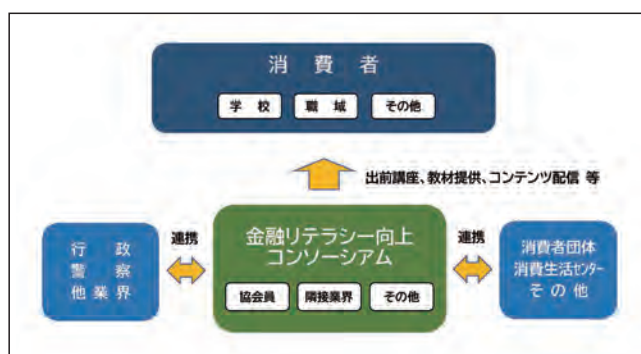 消費者
学校 職域 その他
出前講座、教材提供、コンテンツ配信 等
行政
警察
他業界
連携
金融リテラシー向上
コンソーシアム
協会員 隣接業界 その他
連携
消費者団体
消費生活センター
その他